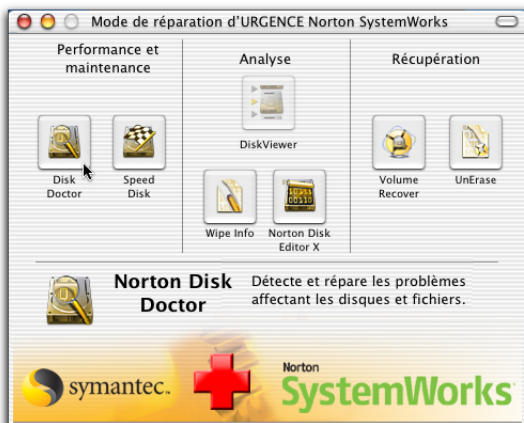 Mode de réparation d'URGENCE Norton SystemWorks
Performance et
maintenance
Disk
Doctor
Speed
Disk
Analyse
DiskViewer
Wipe Info
Norton Disk
Editor X
Récupération
Volume
Recover
UnErase
Norton Disk
Doctor
Détecte et répare les problèmes
affectant les disques et fichiers.
symantec.
Norton
SystemWorks